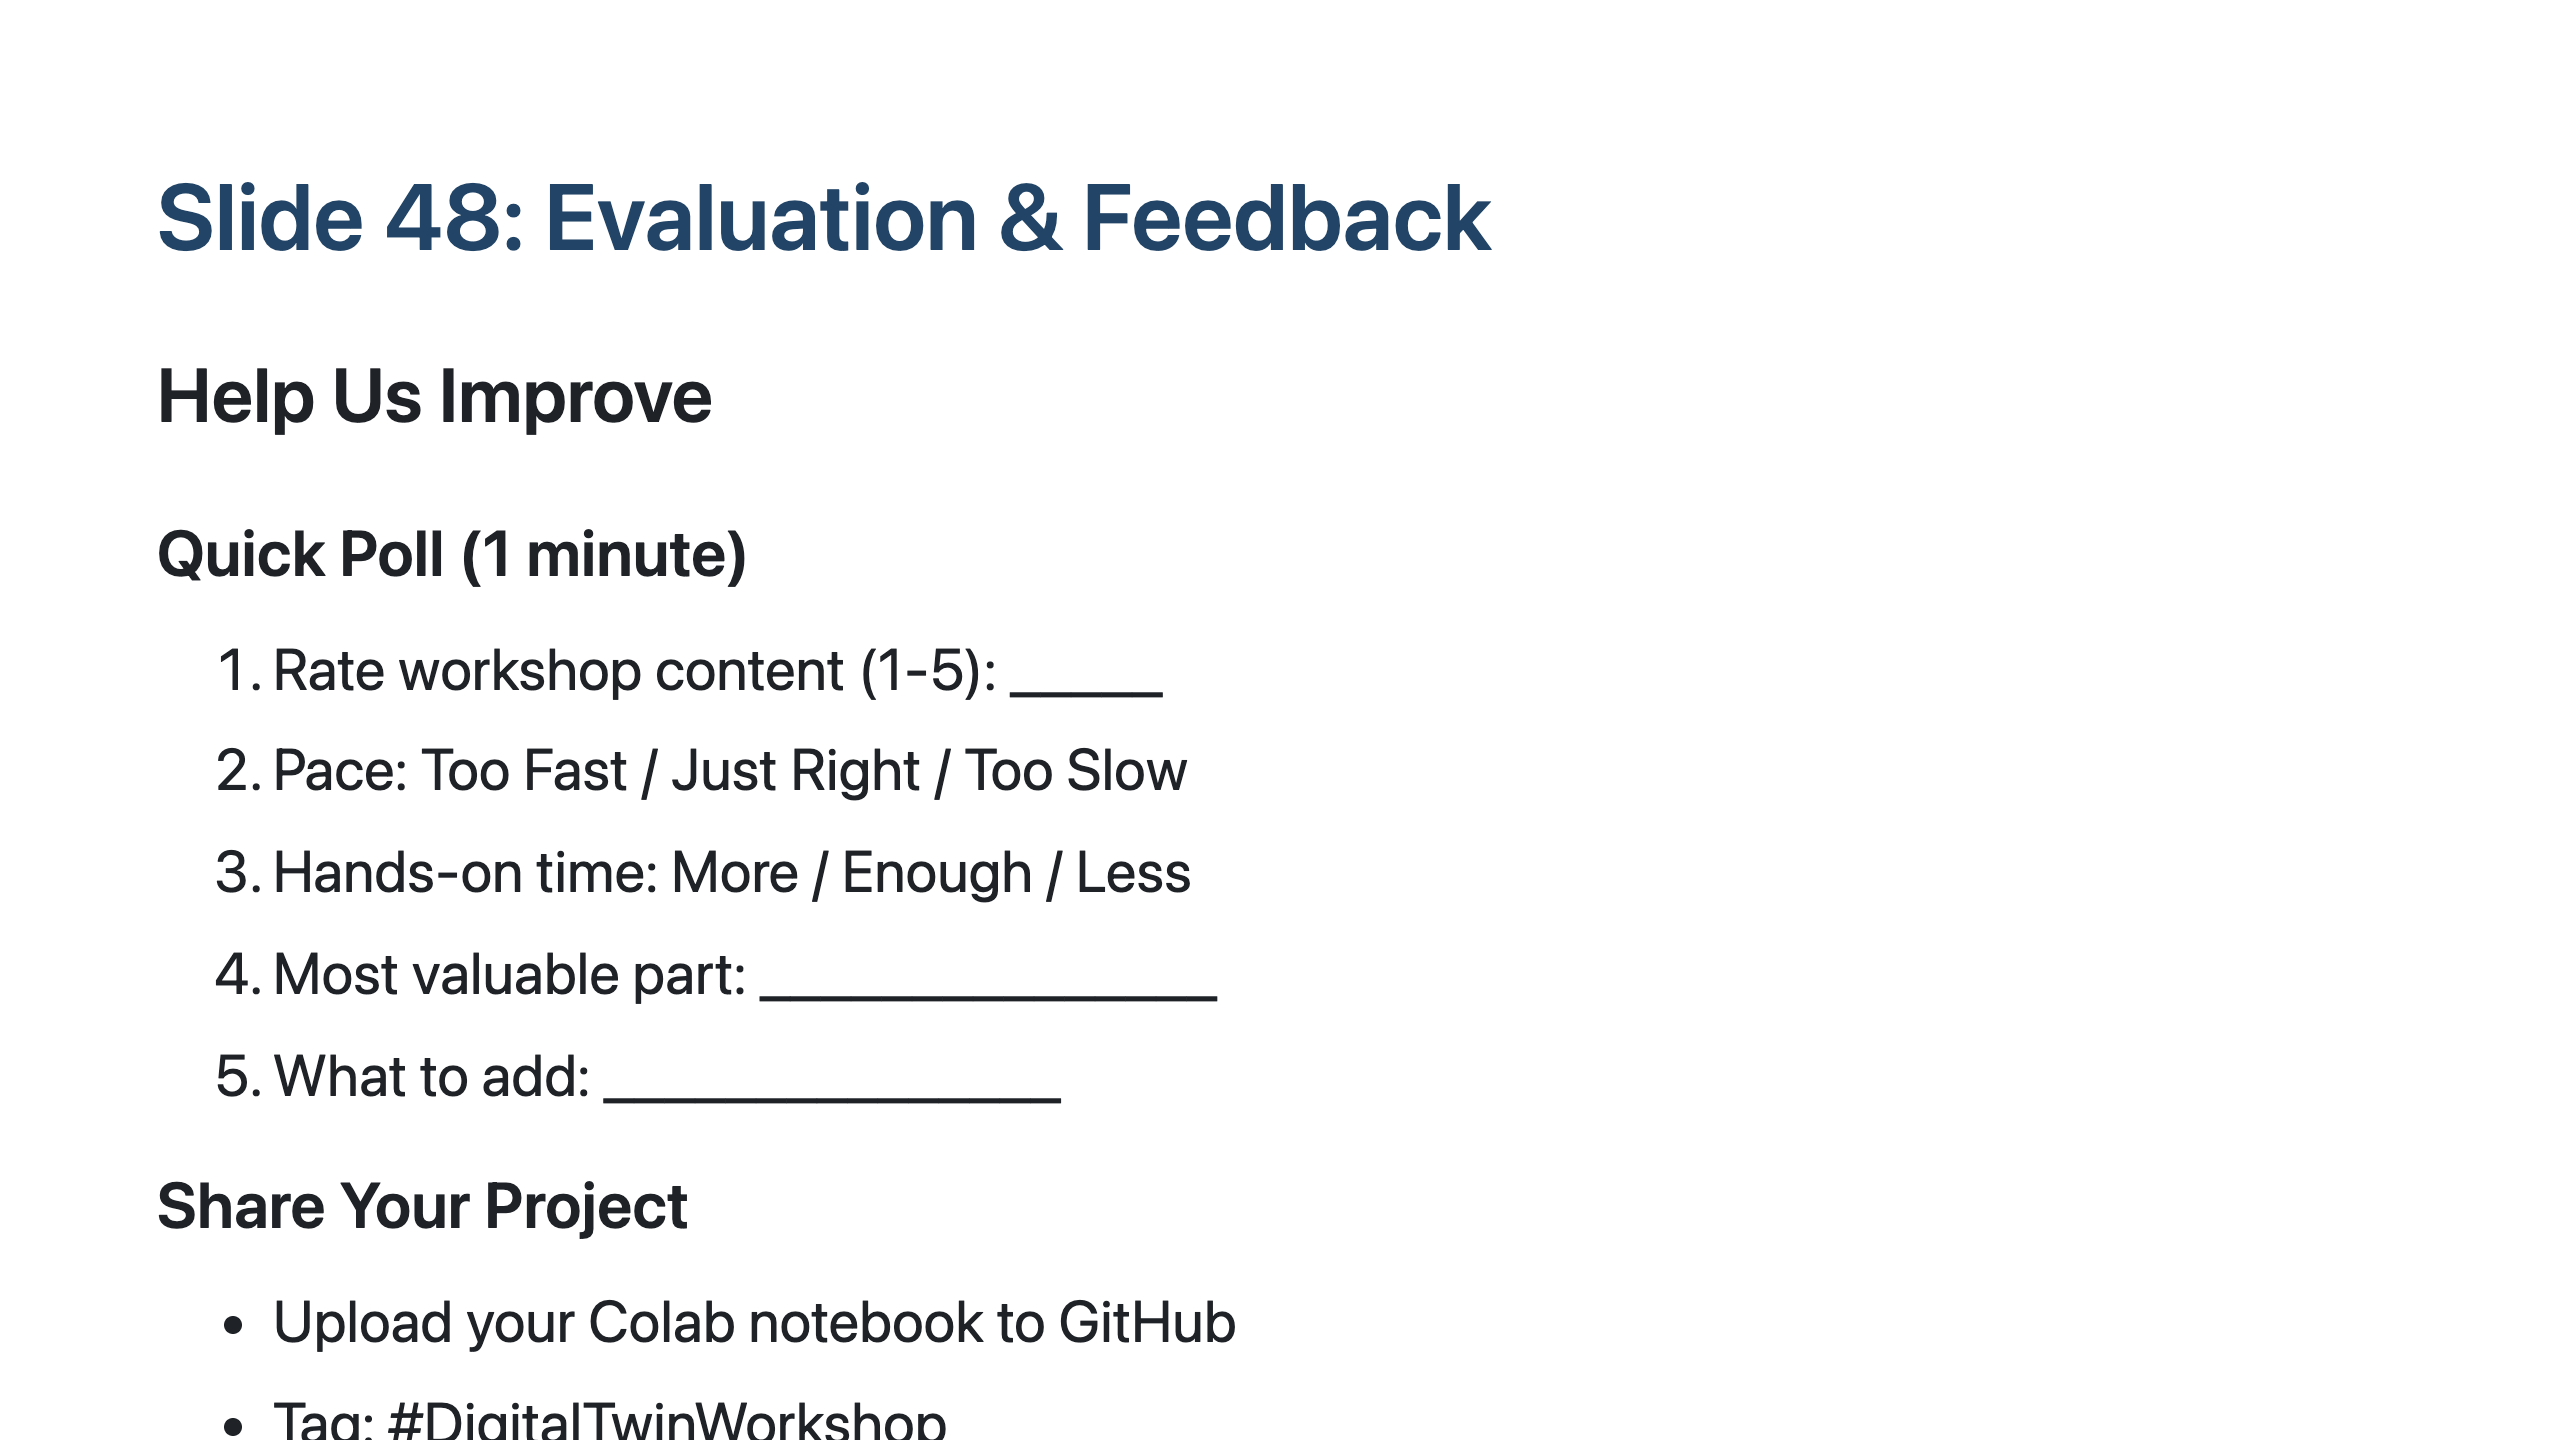 Slide 48: Evaluation & Feedback
Help Us Improve
Quick Poll (1 minute)
1. Rate workshop content (1-5): _____
2. Pace: Too Fast / Just Right / Too Slow
3. Hands-on time: More / Enough / Less
4. Most valuable part: _______________
5. What to add: _______________
Share Your Project
• Upload your Colab notebook to GitHub
• Tag: #DigitalTwinWorkshop